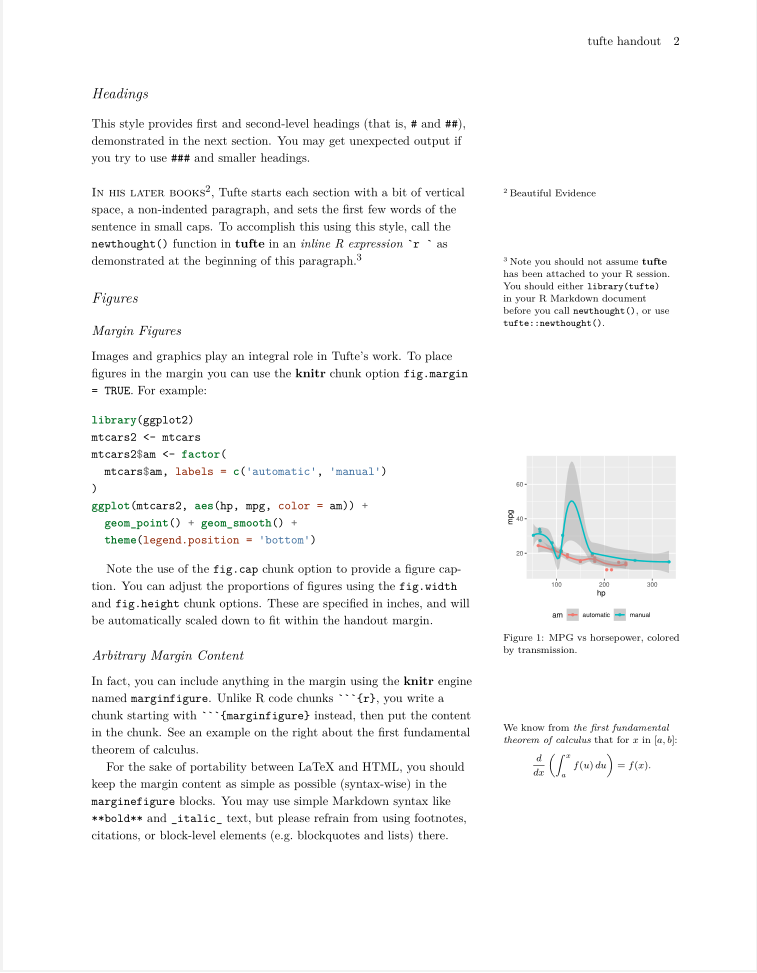 tufte handout 2
Headings
This style provides first and second-level headings (that is, # and ##),
demonstrated in the next section. You may get unexpected output if
you try to use ### and smaller headings.
In his later books2, Tufte starts each section with a bit of vertical
space, a non-indented paragraph, and sets the first few words of the
sentence in small caps. To accomplish this using this style, call the
newthought() function in tufte in an inline R expression `r ` as
demonstrated at the beginning of this paragraph.3
2 Beautiful Evidence
3 Note you should not assume tufte
has been attached to your R session.
You should either library(tufte)
in your R Markdown document
before you call newthought(), or use
tufte::newthought().
Figures
Margin Figures
Images and graphics play an integral role in Tufte's work. To place
figures in the margin you can use the knitr chunk option fig.margin
= TRUE. For example:
library(ggplot2)
mtcars2 <- mtcars
mtcars2$am <- factor(
  mtcars$am, labels = c('automatic', 'manual')
)
ggplot(mtcars2, aes(hp, mpg, color = am)) +
  geom_point() + geom_smooth() +
  theme(legend.position = 'bottom')
60
40
20
mpg
100 200 300
hp
am automatic manual
Figure 1: MPG vs horsepower, colored
by transmission.
Note the use of the fig.cap chunk option to provide a figure cap-
tion. You can adjust the proportions of figures using the fig.width
and fig.height chunk options. These are specified in inches, and will
be automatically scaled down to fit within the handout margin.
Arbitrary Margin Content
In fact, you can include anything in the margin using the knitr engine
named marginfigure. Unlike R code chunks ```{r}, you write a
chunk starting with ```{marginfigure} instead, then put the content
in the chunk. See an example on the right about the first fundamental
theorem of calculus.
For the sake of portability between LaTeX and HTML, you should
keep the margin content as simple as possible (syntax-wise) in the
marginefigure blocks. You may use simple Markdown syntax like
**bold** and _italic_ text, but please refrain from using footnotes,
citations, or block-level elements (e.g. blockquotes and lists) there.
We know from the first fundamental
theorem of calculus that for x in [a, b]:
d/dx (∫_a^x f(u) du) = f(x).